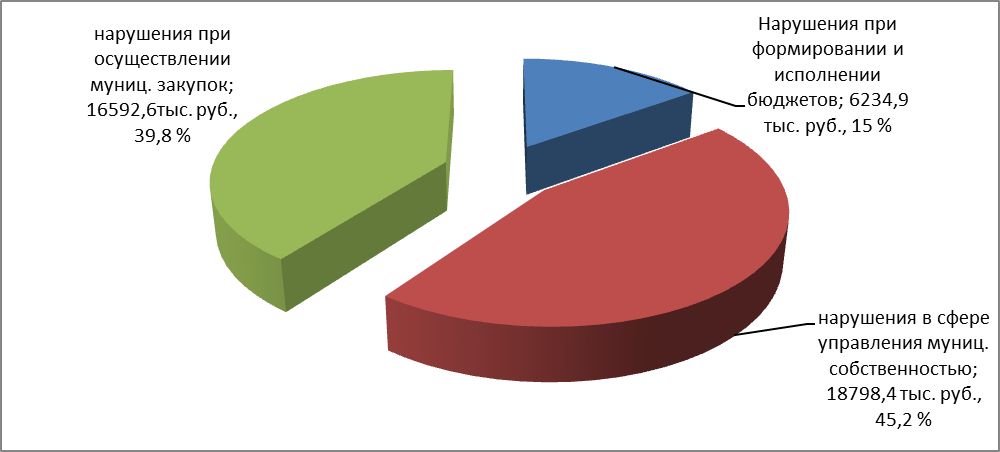 нарушения при
осуществлении
муниц. закупок;
16592,6тыс. руб.,
39,8 %
Нарушения при
формировании и
исполнении
бюджетов; 6234,9
тыс. руб., 15 %
нарушения в сфере
управления муниц.
собственностью;
18798,4 тыс. руб.,
45,2 %